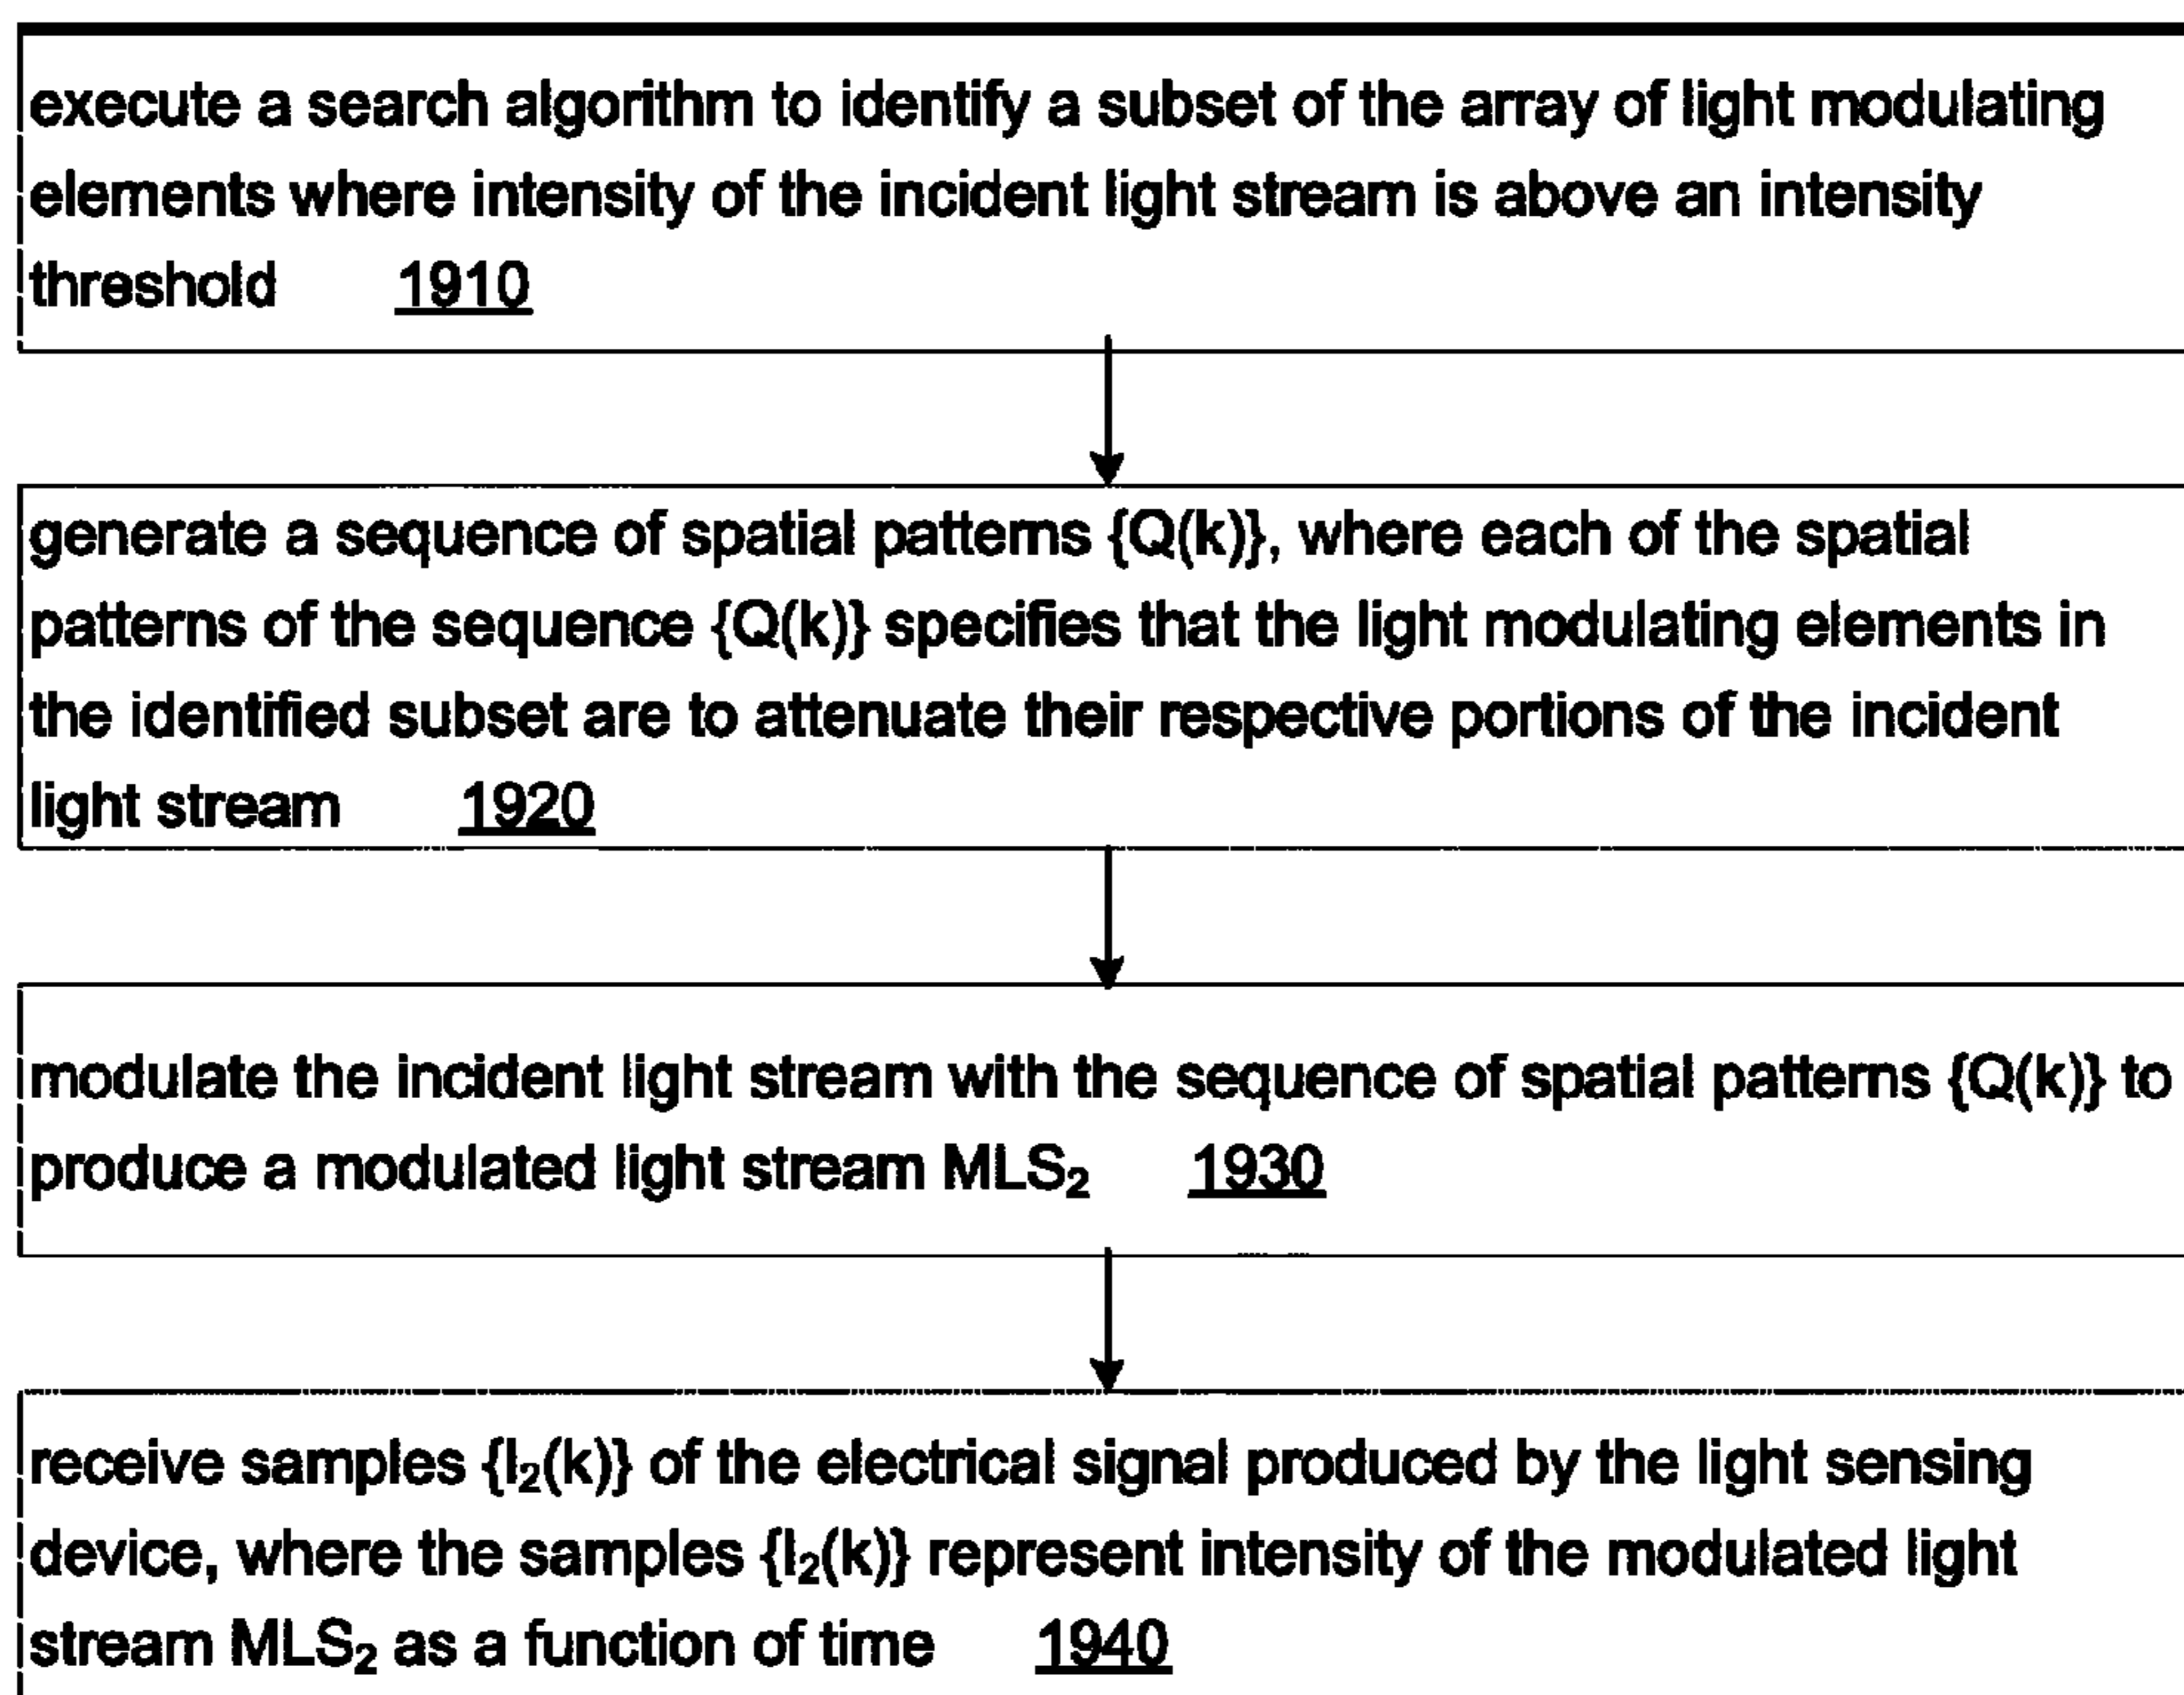 execute a search algorithm to identify a subset of the array of light modulating
elements where intensity of the incident light stream is above an intensity
threshold 1910
generate a sequence of spatial patterns {Q(k)}, where each of the spatial
patterns of the sequence {Q(k)} specifies that the light modulating elements in
the identified subset are to attenuate their respective portions of the incident
light stream 1920
modulate the incident light stream with the sequence of spatial patterns {Q(k)} to
produce a modulated light stream MLS₂ 1930
receive samples {I₂(k)} of the electrical signal produced by the light sensing
device, where the samples {I₂(k)} represent intensity of the modulated light
stream MLS₂ as a function of time 1940